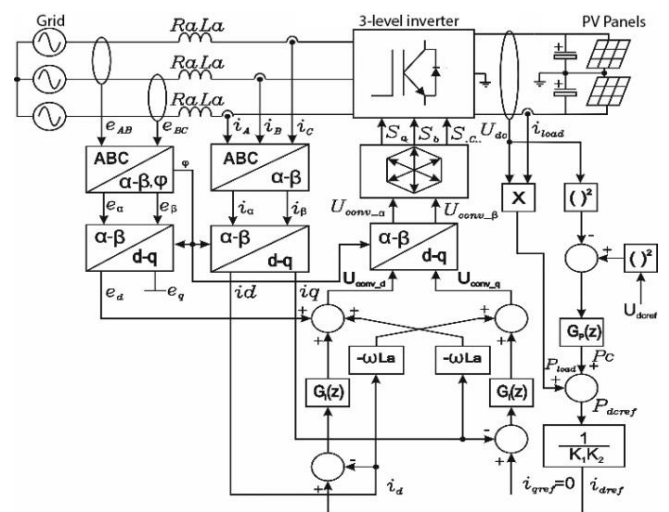 Grid
3-level inverter
PV Panels
RaLa
RaLa
RaLa
e_AB
e_BC
i_A
i_B
i_C
S_a
S_b
S_.C..
U_dc
i_load
ABC
α-β,φ
φ
ABC
α-β
X
( )²
e_α
e_β
i_α
i_β
U_conv_α
U_conv_β
α-β
d-q
α-β
d-q
α-β
d-q
-
+
( )²
U_dcref
e_d
e_q
id
iq
U_conv_d
U_conv_q
+
+
+
+
+
+
G_p(z)
-ωLa
-ωLa
P_load
Pc
+
+
P_dcref
G_i(z)
G_i(z)
1
K₁K₂
-
+
-
+
i_d
i_qref=0
i_dref